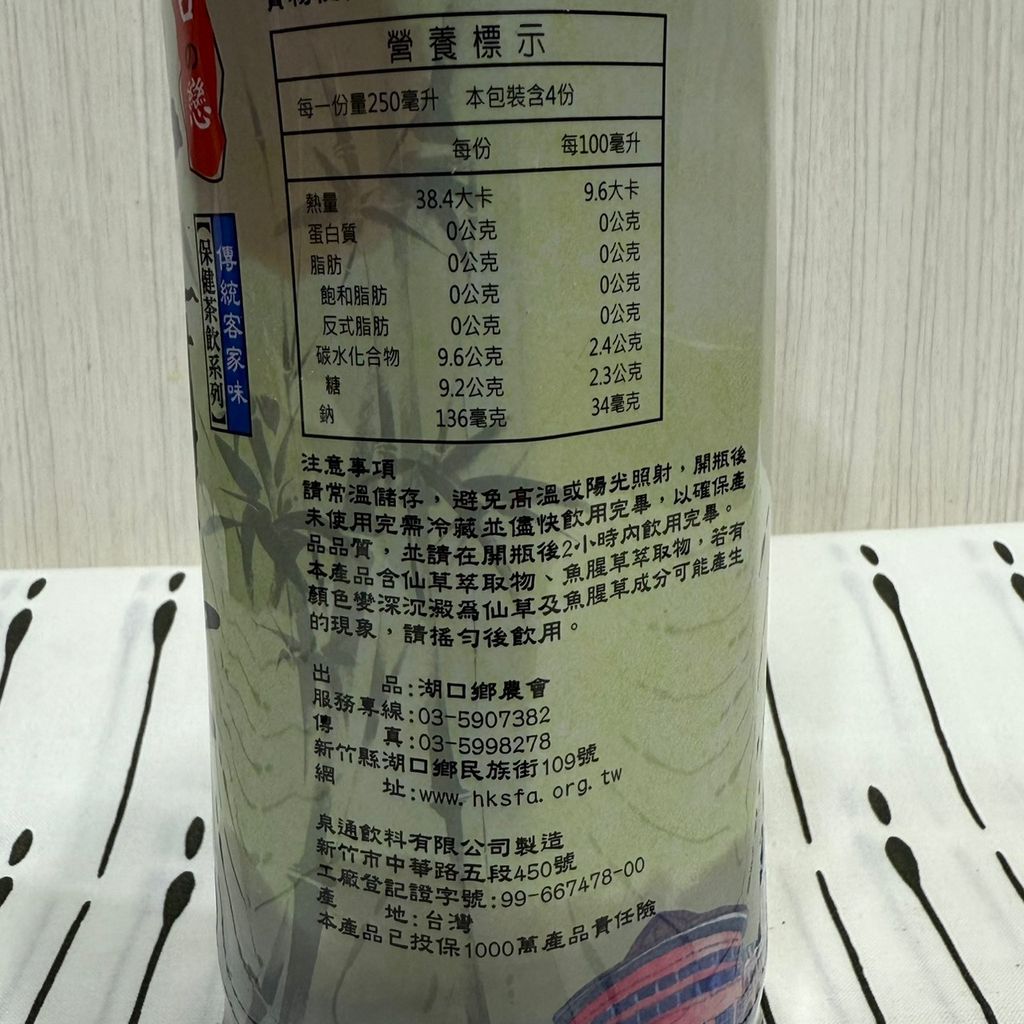 の
戀
傳統客家味
【保健茶飲系列】
營養標示
每一份量250毫升 本包裝含4份
每份 每100毫升
熱量 38.4大卡 9.6大卡
蛋白質 0公克 0公克
脂肪 0公克 0公克
飽和脂肪 0公克 0公克
反式脂肪 0公克 0公克
碳水化合物 9.6公克 2.4公克
糖 9.2公克 2.3公克
鈉 136毫克 34毫克
注意事項
請常溫儲存，避免高溫或陽光照射，開瓶後
未使用完需冷藏並儘快飲用完畢，以確保產
品品質，並請在開瓶後2小時內飲用完畢。
本產品含仙草萃取物、魚腥草萃取物，若有
顏色變深沉澱為仙草及魚腥草成分可能產生
的現象，請搖勻後飲用。
出 品:湖口鄉農會
服務專線:03-5907382
傳 真:03-5998278
新竹縣湖口鄉民族街109號
網 址:www.hksfa.org.tw
泉通飲料有限公司製造
新竹市中華路五段450號
工廠登記證字號:99-667478-00
產 地:台灣
本產品已投保1000萬產品責任險